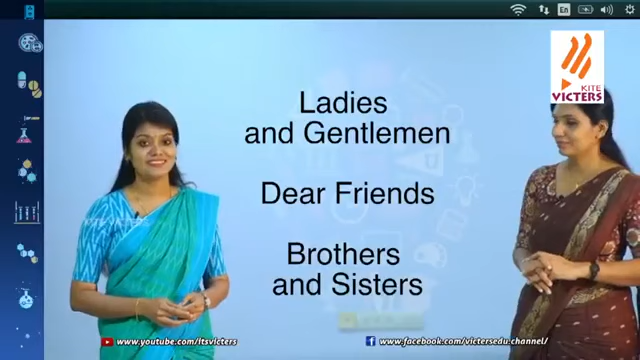 En
KITE
VICTERS
Ladies
and Gentlemen
Dear Friends
Brothers
and Sisters
www.youtube.com/itsvicters
www.facebook.com/victersedu.channel/